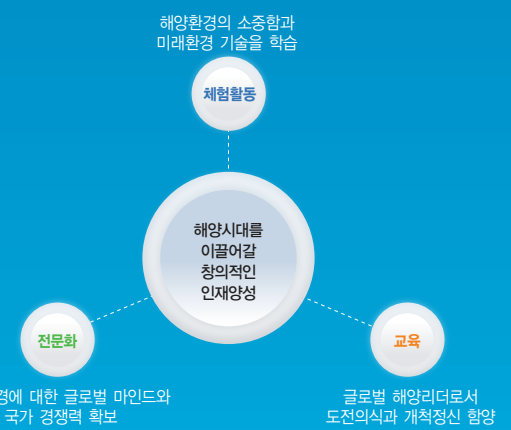 해양환경의 소중함과
미래환경 기술을 학습
체험활동
해양시대를
이끌어갈
창의적인
인재양성
전문화
교육
대한 글로벌 마인드와
국가 경쟁력 확보
글로벌 해양리더로서
도전의식과 개척정신 함양